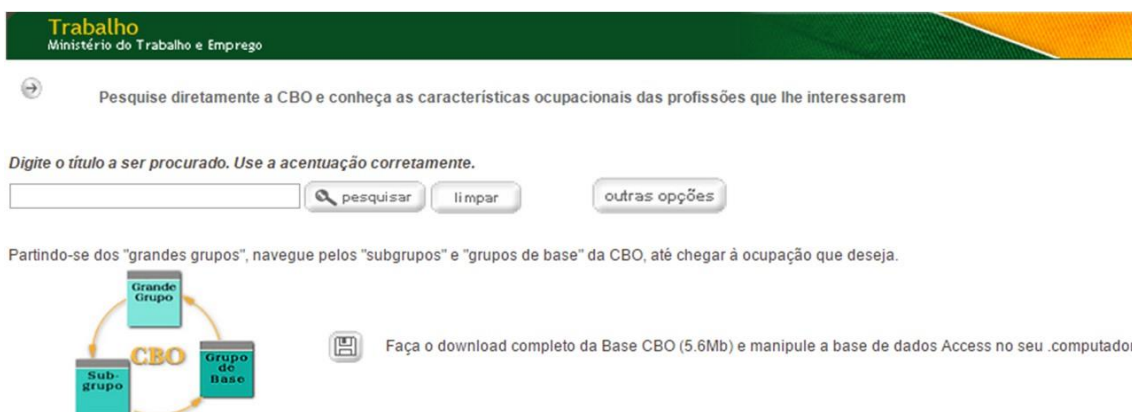 Trabalho
Ministério do Trabalho e Emprego
Pesquise diretamente a CBO e conheça as características ocupacionais das profissões que lhe interessarem
Digite o título a ser procurado. Use a acentuação corretamente.
pesquisar
limpar
outras opções
Partindo-se dos "grandes grupos", navegue pelos "subgrupos" e "grupos de base" da CBO, até chegar à ocupação que deseja.
Grande
Grupo
CBO
Grupo
de
Base
Sub-
grupo
Faça o download completo da Base CBO (5.6Mb) e manipule a base de dados Access no seu .computador